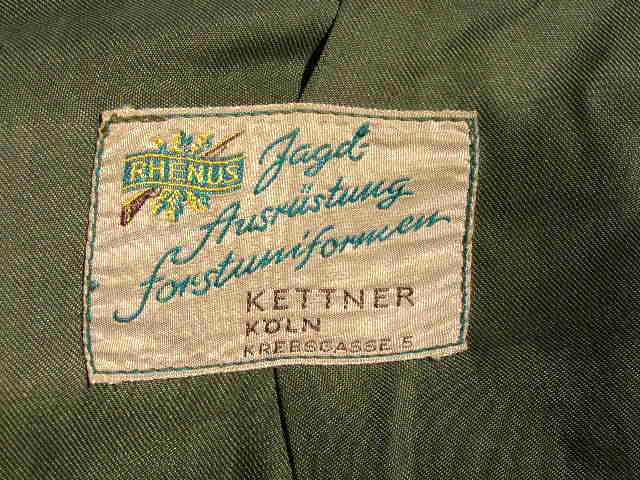 RHENUS
Jagd-
Ausrüstung
Forstuniformen
KETTNER
KÖLN
KREBSGASSE 5